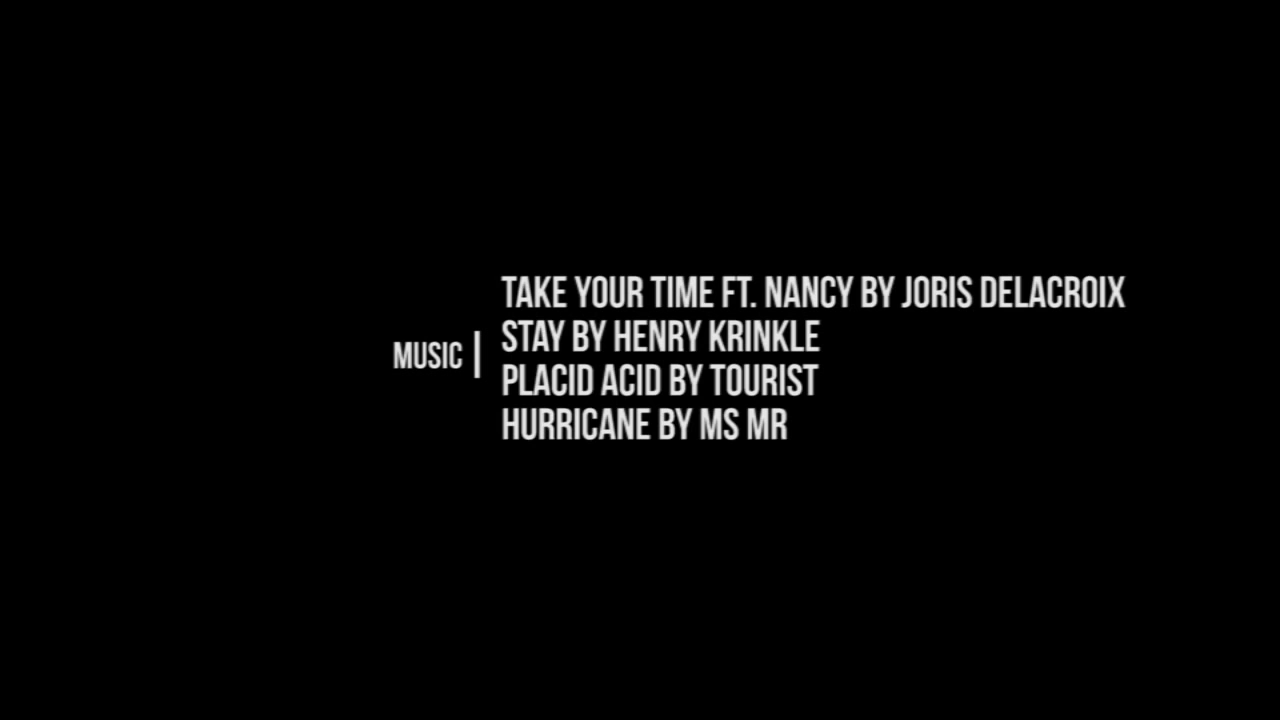 MUSIC |
TAKE YOUR TIME FT. NANCY BY JORIS DELACROIX
STAY BY HENRY KRINKLE
PLACID ACID BY TOURIST
HURRICANE BY MS MR